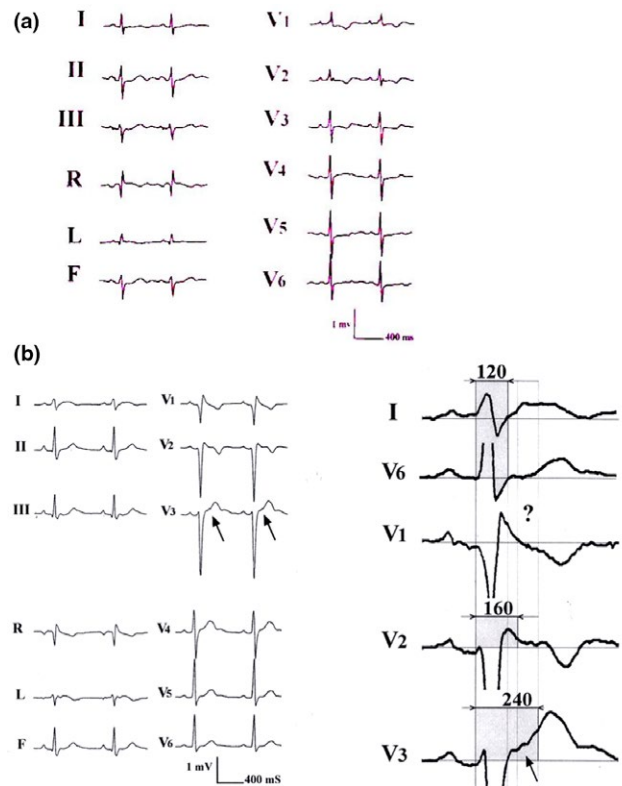 (a)
I
II
III
R
L
F
V1
V2
V3
V4
V5
V6
1 mv
400 ms
(b)
I
II
III
R
L
F
V1
V2
V3
V4
V5
V6
1 mV
400 mS
120
I
V6
V1
?
160
V2
240
V3